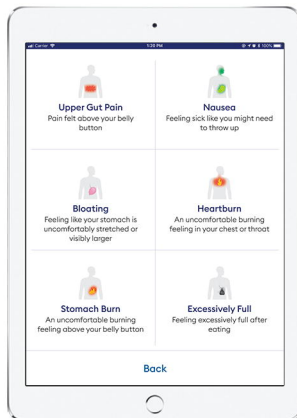 Carrier
1:20 PM
100%
Upper Gut Pain
Pain felt above your belly
button
Nausea
Feeling sick like you might need
to throw up
Bloating
Feeling like your stomach is
uncomfortably stretched or
visibly larger
Heartburn
An uncomfortable burning
feeling in your chest or throat
Stomach Burn
An uncomfortable burning
feeling above your belly button
Excessively Full
Feeling excessively full after
eating
Back